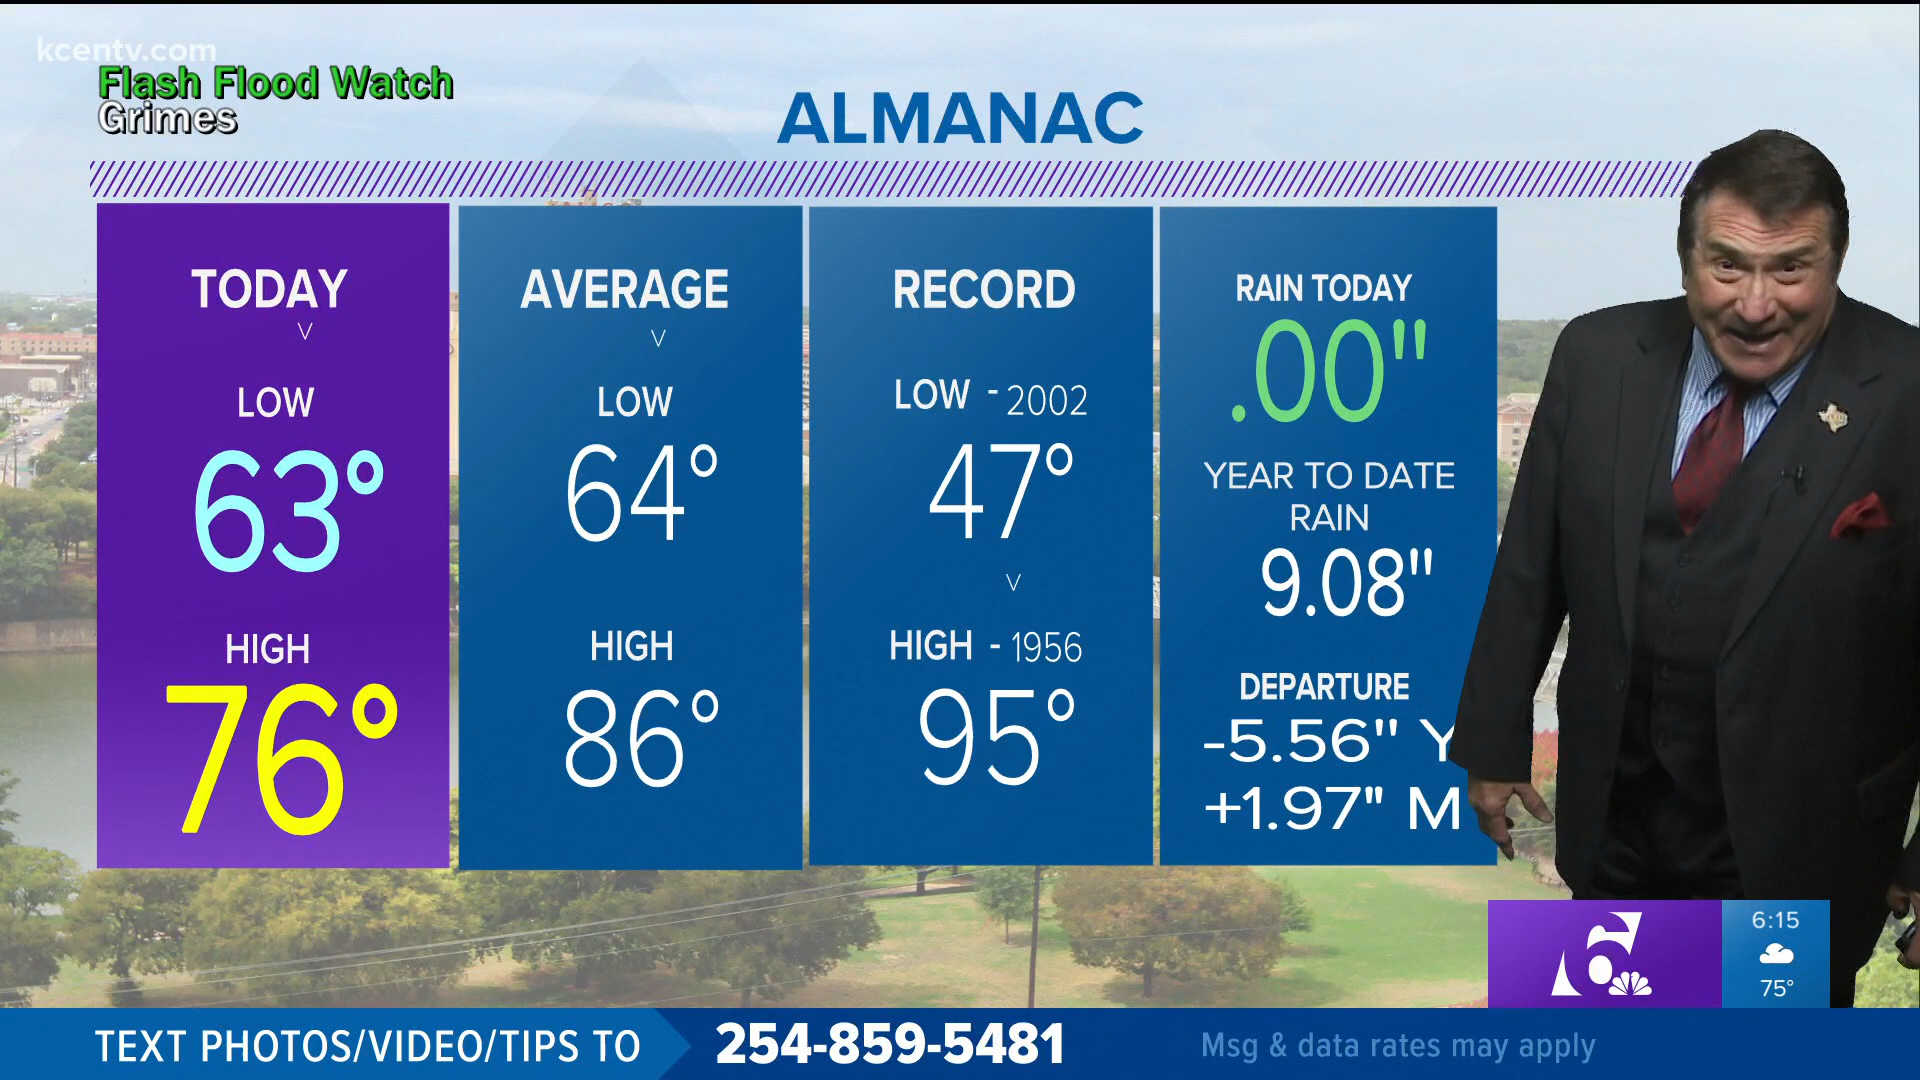 kcentv.com
Flash Flood Watch
Grimes
ALMANAC
TODAY
LOW
63°
HIGH
76°
AVERAGE
LOW
64°
HIGH
86°
RECORD
LOW - 2002
47°
HIGH - 1956
95°
RAIN TODAY
.00"
YEAR TO DATE
RAIN
9.08"
DEPARTURE
-5.56" Y
+1.97" M
6
6:15
75°
TEXT PHOTOS/VIDEO/TIPS TO 254-859-5481 Msg & data rates may apply